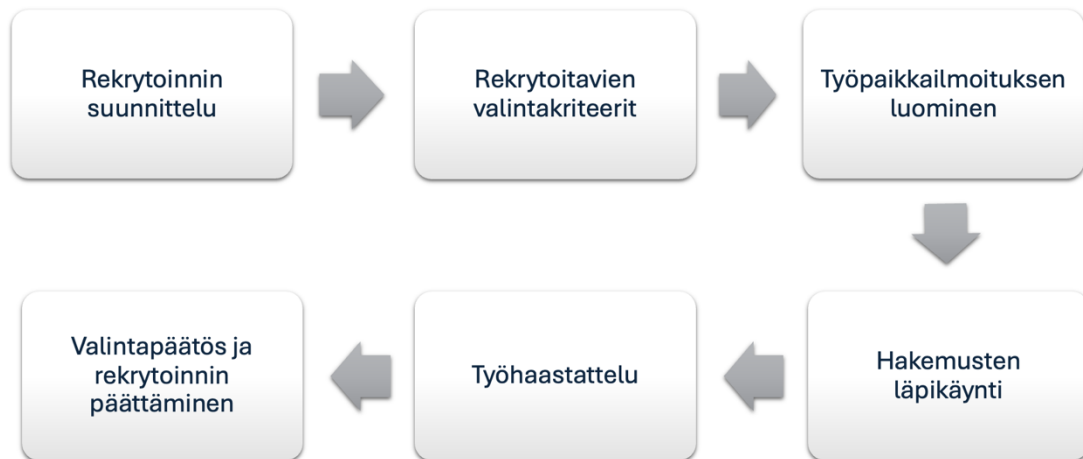 Rekrytoinnin
suunnittelu
Rekrytoitavien
valintakriteerit
Työpaikkailmoituksen
luominen
Hakemusten
läpikäynti
Työhaastattelu
Valintapäätös ja
rekrytoinnin
päättäminen